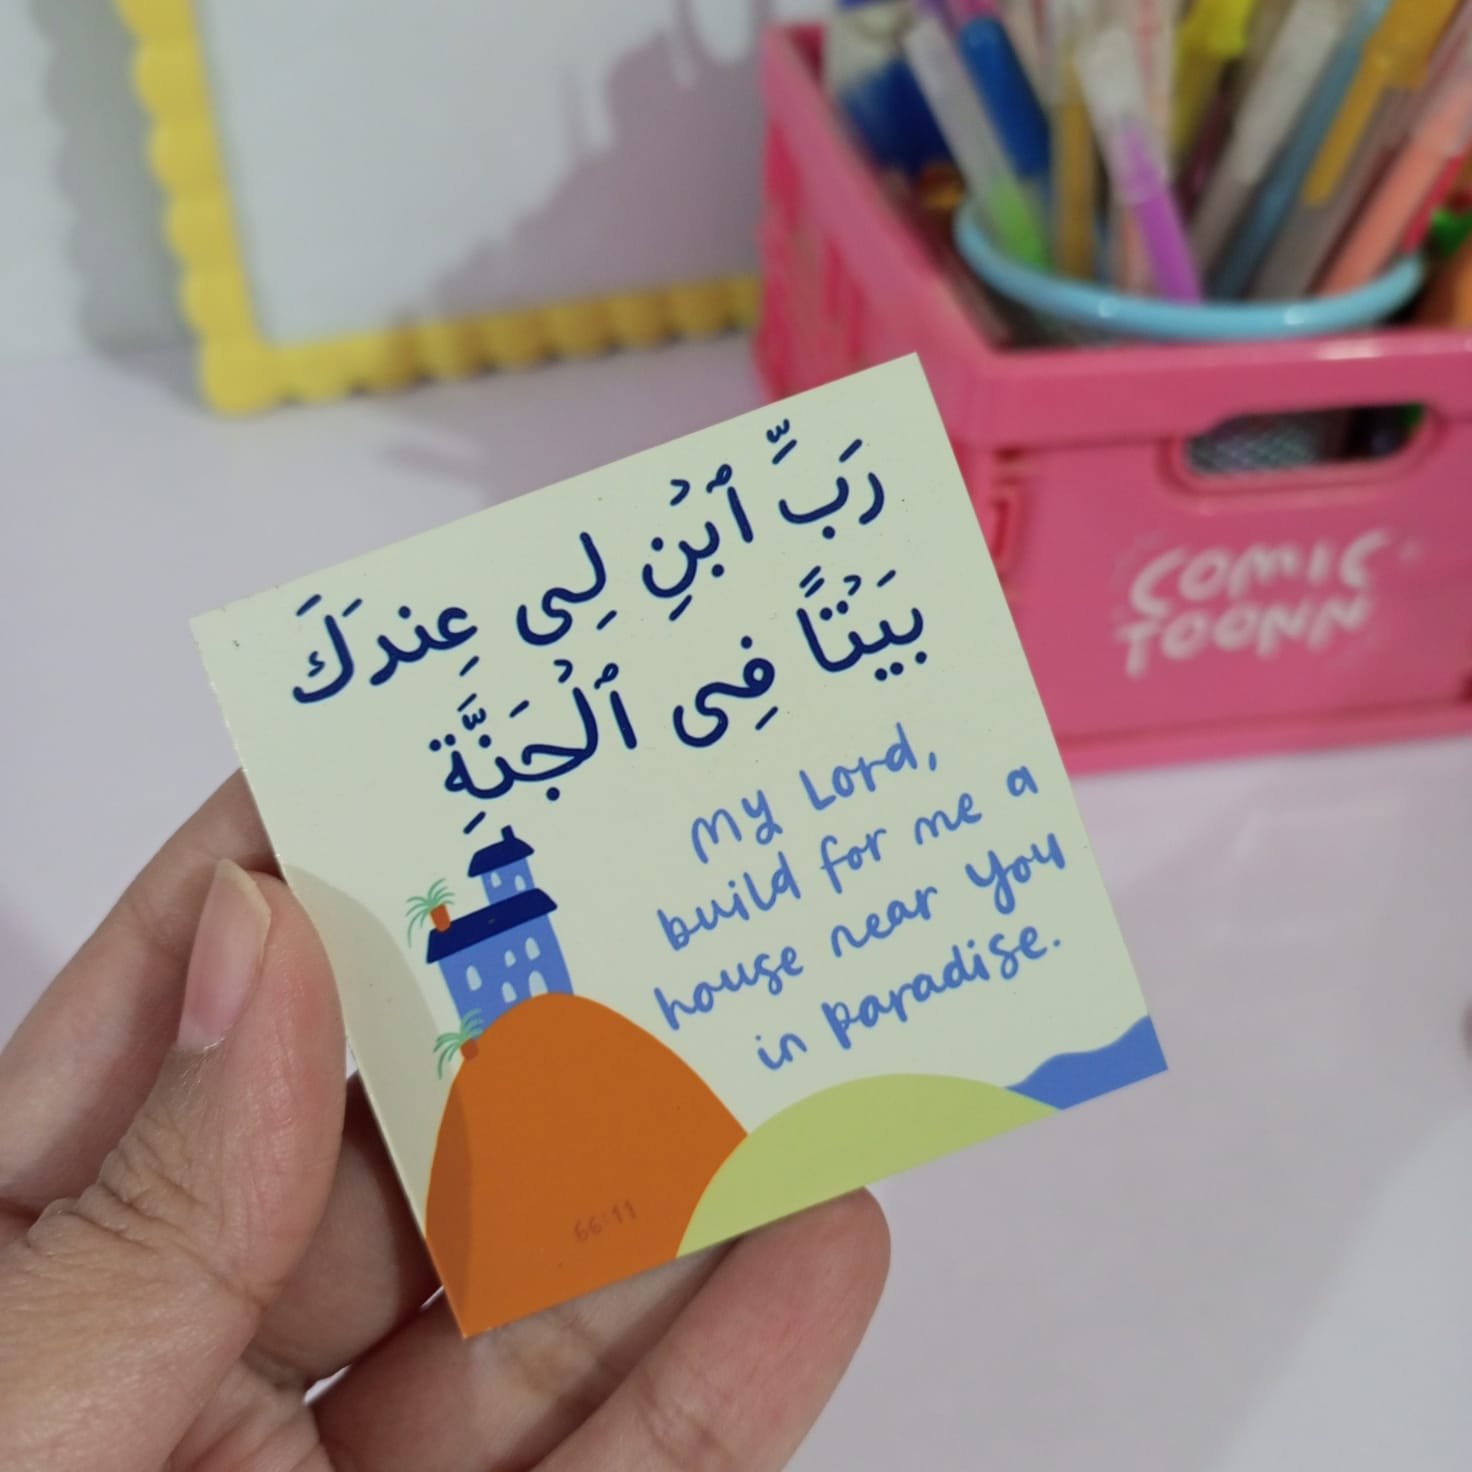 رَبِّ ٱبْنِ لِى عِندَكَ
بَيْتًا فِى ٱلْجَنَّةِ
My Lord,
build for me a
house near You
in paradise.
66:11
COMIC
TOONN